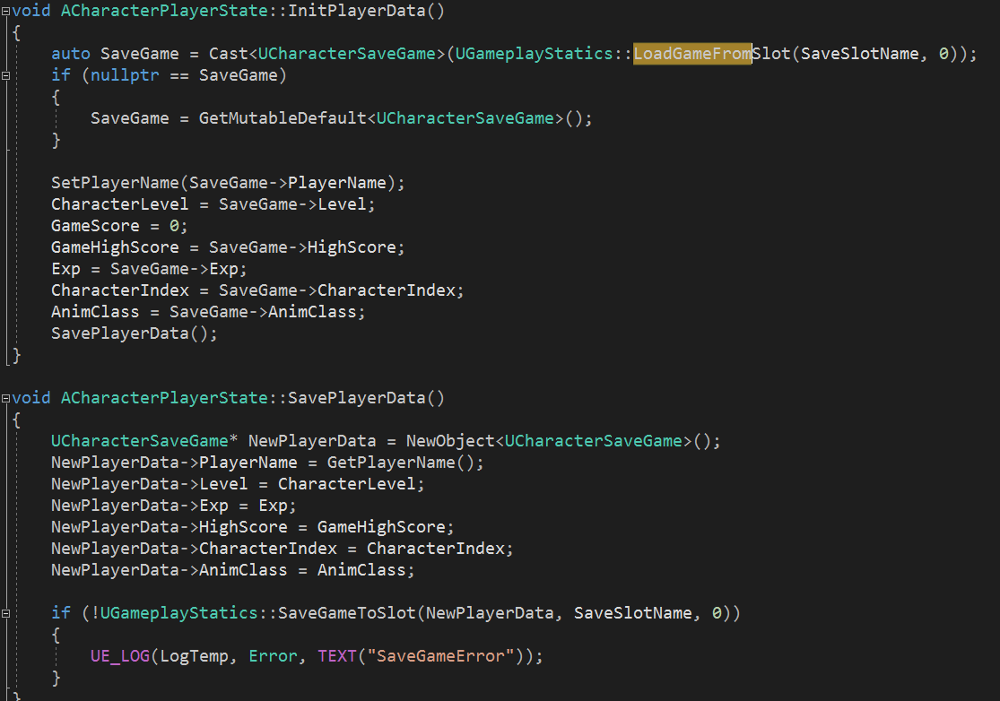 void ACharacterPlayerState::InitPlayerData()
{
    auto SaveGame = Cast<UCharacterSaveGame>(UGameplayStatics::LoadGameFromSlot(SaveSlotName, 0));
    if (nullptr == SaveGame)
    {
        SaveGame = GetMutableDefault<UCharacterSaveGame>();
    }

    SetPlayerName(SaveGame->PlayerName);
    CharacterLevel = SaveGame->Level;
    GameScore = 0;
    GameHighScore = SaveGame->HighScore;
    Exp = SaveGame->Exp;
    CharacterIndex = SaveGame->CharacterIndex;
    AnimClass = SaveGame->AnimClass;
    SavePlayerData();
}

void ACharacterPlayerState::SavePlayerData()
{
    UCharacterSaveGame* NewPlayerData = NewObject<UCharacterSaveGame>();
    NewPlayerData->PlayerName = GetPlayerName();
    NewPlayerData->Level = CharacterLevel;
    NewPlayerData->Exp = Exp;
    NewPlayerData->HighScore = GameHighScore;
    NewPlayerData->CharacterIndex = CharacterIndex;
    NewPlayerData->AnimClass = AnimClass;

    if (!UGameplayStatics::SaveGameToSlot(NewPlayerData, SaveSlotName, 0))
    {
        UE_LOG(LogTemp, Error, TEXT("SaveGameError"));
    }
}